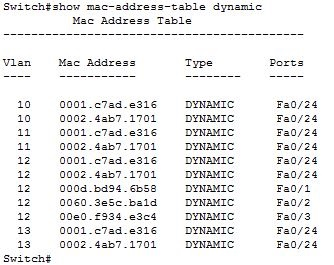 Switch#show mac-address-table dynamic
          Mac Address Table
-------------------------------------------

Vlan    Mac Address       Type        Ports
----    -----------       --------    -----

  10    0001.c7ad.e316    DYNAMIC     Fa0/24
  10    0002.4ab7.1701    DYNAMIC     Fa0/24
  11    0001.c7ad.e316    DYNAMIC     Fa0/24
  11    0002.4ab7.1701    DYNAMIC     Fa0/24
  12    0001.c7ad.e316    DYNAMIC     Fa0/24
  12    0002.4ab7.1701    DYNAMIC     Fa0/24
  12    000d.bd94.6b58    DYNAMIC     Fa0/1
  12    0060.3e5c.ba1d    DYNAMIC     Fa0/2
  12    00e0.f934.e3c4    DYNAMIC     Fa0/3
  13    0001.c7ad.e316    DYNAMIC     Fa0/24
  13    0002.4ab7.1701    DYNAMIC     Fa0/24
Switch#